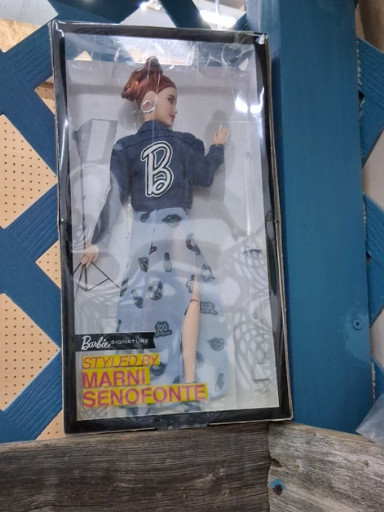 B
Barbie SIGNATURE
STYLED BY
MARNI
SENOFONTE